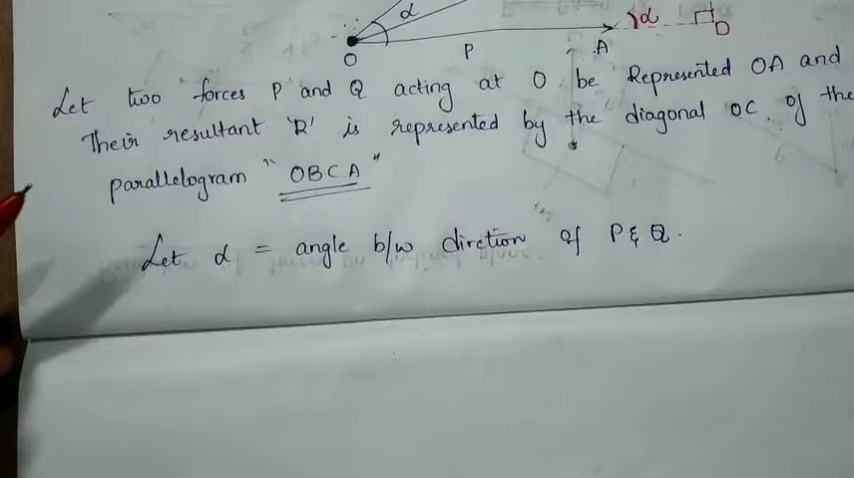 α
O
P
A
α
D
Let two forces P and Q acting at O be Represented OA and
Their resultant 'R' is represented by the diagonal OC. of the
parallelogram "OBCA"
Let α = angle b/w dirction of P & Q.